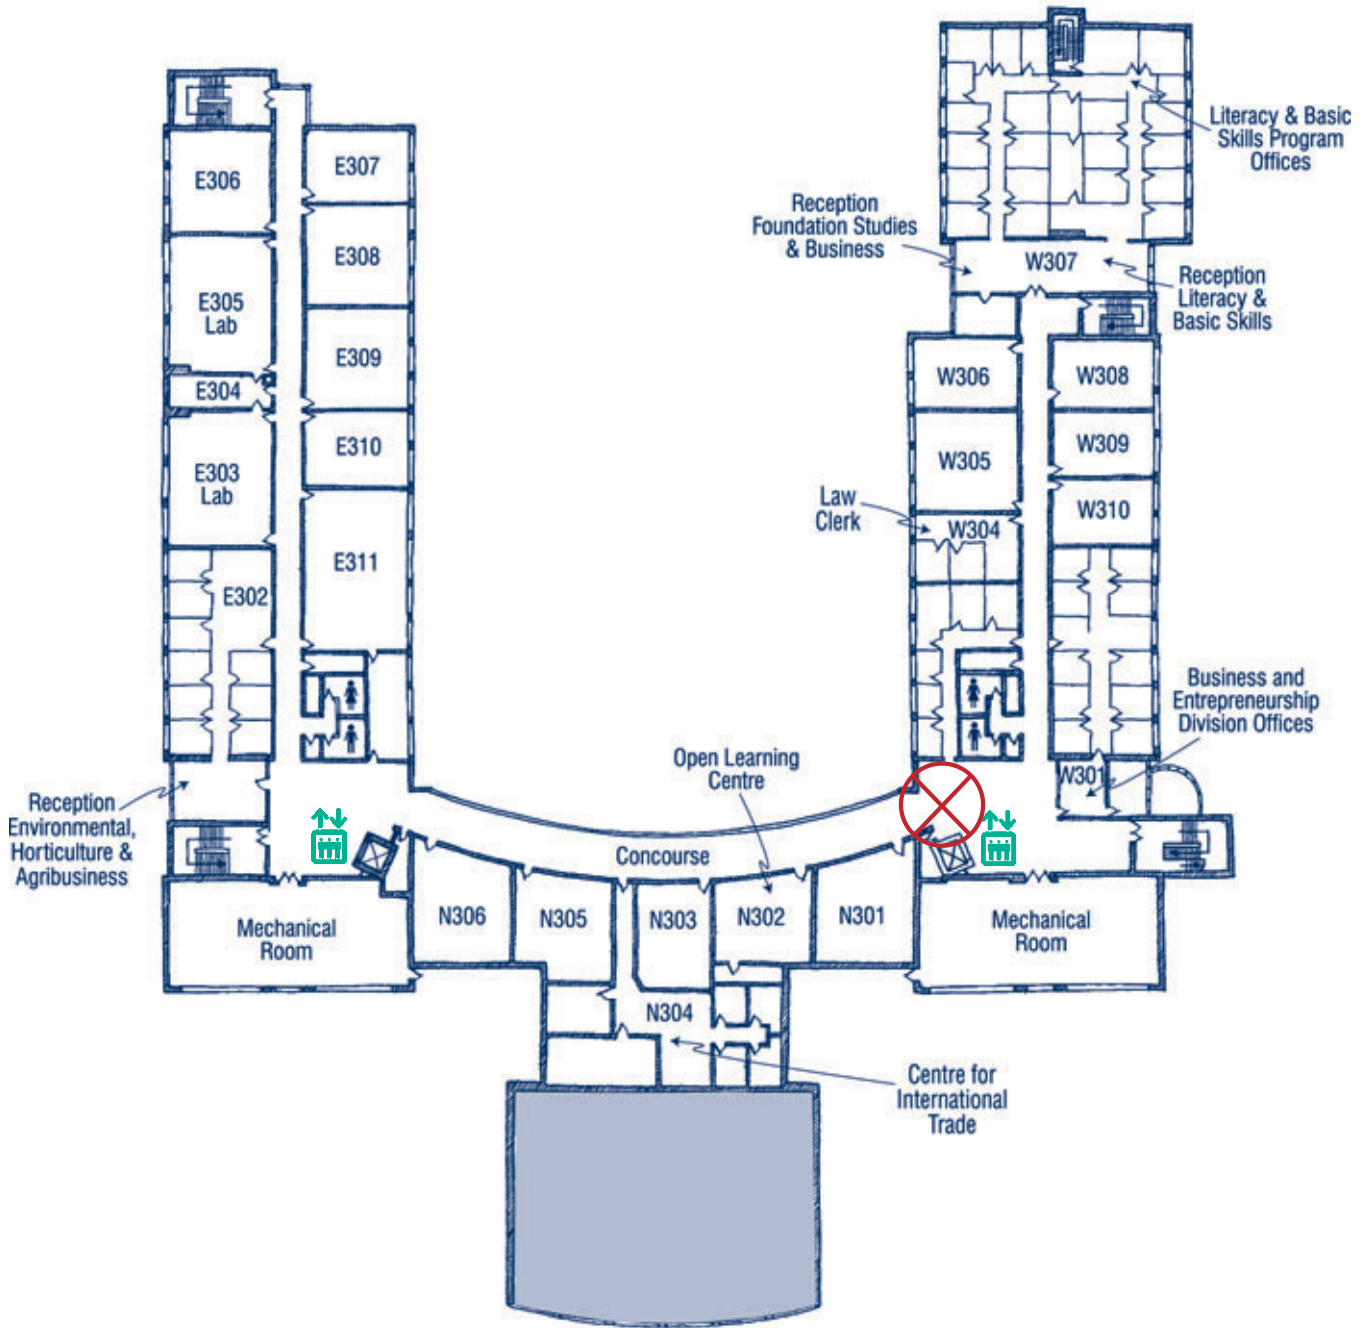 Literacy & Basic
Skills Program
Offices
E306
E307
Reception
Foundation Studies
& Business
E308
W307
Reception
Literacy &
Basic Skills
E305
Lab
E309
E304
W306
W308
E310
W309
E303
Lab
W305
Law
Clerk
W310
W304
E311
E302
Business and
Entrepreneurship
Division Offices
Open Learning
Centre
W301
Reception
Environmental,
Horticulture &
Agribusiness
Concourse
N306
N305
N303
N302
N301
Mechanical
Room
Mechanical
Room
N304
Centre for
International
Trade